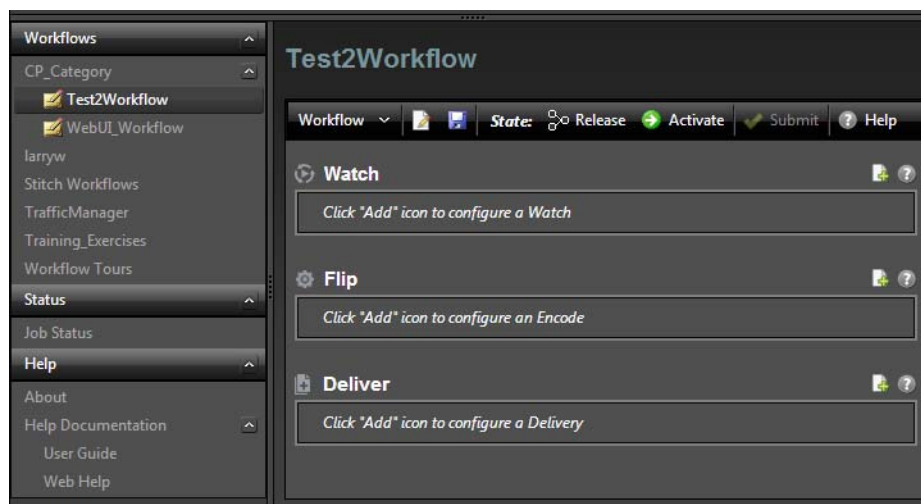 Workflows
CP_Category
Test2Workflow
WebUI_Workflow
larryw
Stitch Workflows
TrafficManager
Training_Exercises
Workflow Tours
Status
Job Status
Help
About
Help Documentation
User Guide
Web Help
Test2Workflow
Workflow State: Release Activate Submit ? Help
Watch ?
Click "Add" icon to configure a Watch
Flip ?
Click "Add" icon to configure an Encode
Deliver ?
Click "Add" icon to configure a Delivery